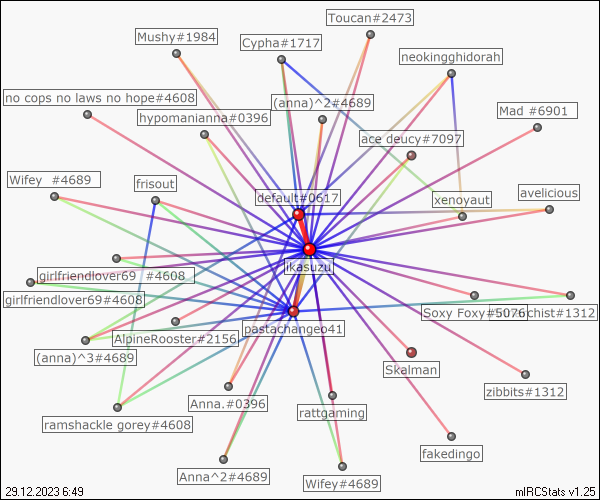 Toucan#2473
Mushy#1984
Cypha#1717
neokingghidorah
no cops no laws no hope#4608
(anna)^2#4689
hypomanianna#0396
Mad #6901
ace deucy#7097
Wifey #4689
frisout
default#0617
xenoyaut
avelicious
ikasuzu
girlfriendlover69 #4608
girlfriendlover69#4608
Soxy Foxy#5076
chist#1312
pastachangeo41
AlpineRooster#2156
(anna)^3#4689
Skalman
zibbits#1312
Anna.#0396
rattgaming
ramshackle gorey#4608
fakedingo
Anna^2#4689
Wifey#4689
29.12.2023 6:49
mIRCStats v1.25